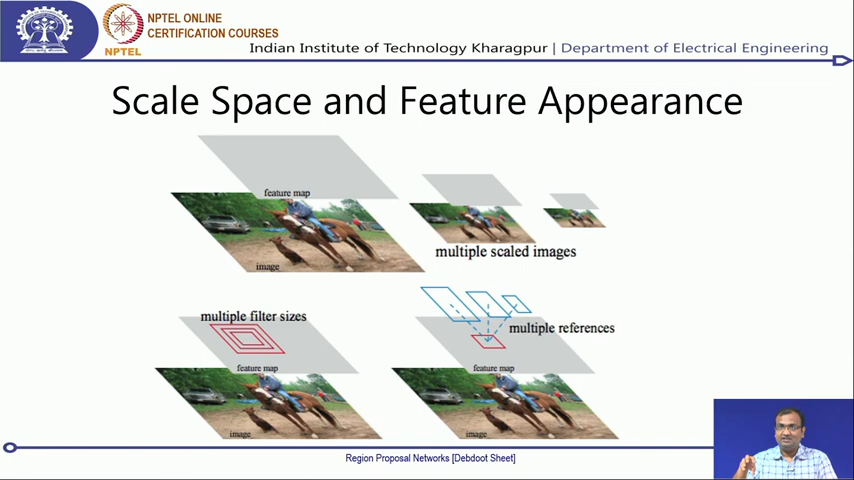 NPTEL ONLINE
CERTIFICATION COURSES
NPTEL
Indian Institute of Technology Kharagpur | Department of Electrical Engineering
Scale Space and Feature Appearance
feature map
image
multiple scaled images
multiple filter sizes
feature map
image
multiple references
feature map
image
Region Proposal Networks [Debdoot Sheet]